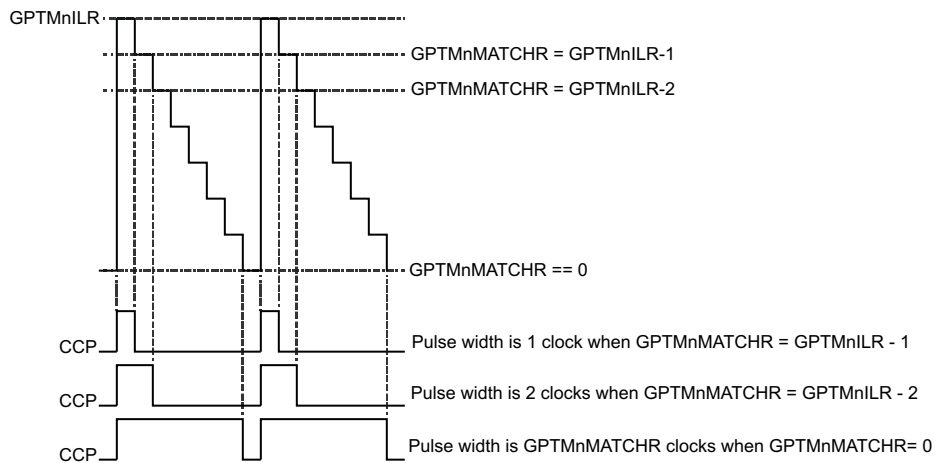 GPTMnILR
GPTMnMATCHR = GPTMnILR-1
GPTMnMATCHR = GPTMnILR-2
GPTMnMATCHR == 0
CCP
Pulse width is 1 clock when GPTMnMATCHR = GPTMnILR - 1
CCP
Pulse width is 2 clocks when GPTMnMATCHR = GPTMnILR - 2
CCP
Pulse width is GPTMnMATCHR clocks when GPTMnMATCHR= 0